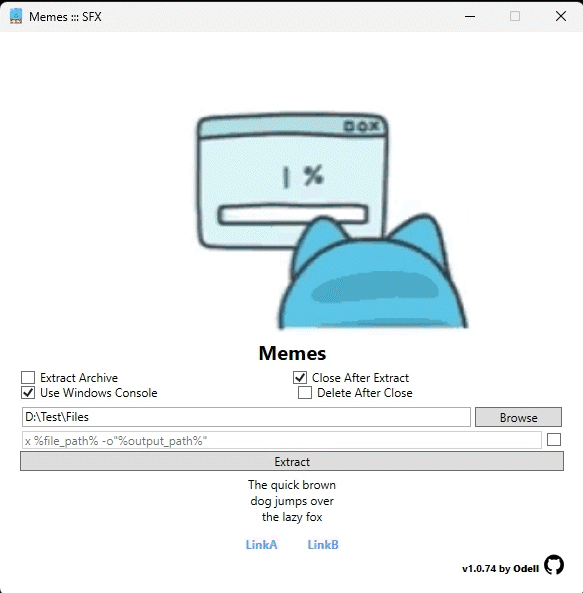 Memes ::: SFX
1 %
Memes
Extract Archive
Close After Extract
Use Windows Console
Delete After Close
D:\Test\Files
Browse
x %file_path% -o"%output_path%"
Extract
The quick brown
dog jumps over
the lazy fox
LinkA LinkB
v1.0.74 by Odell